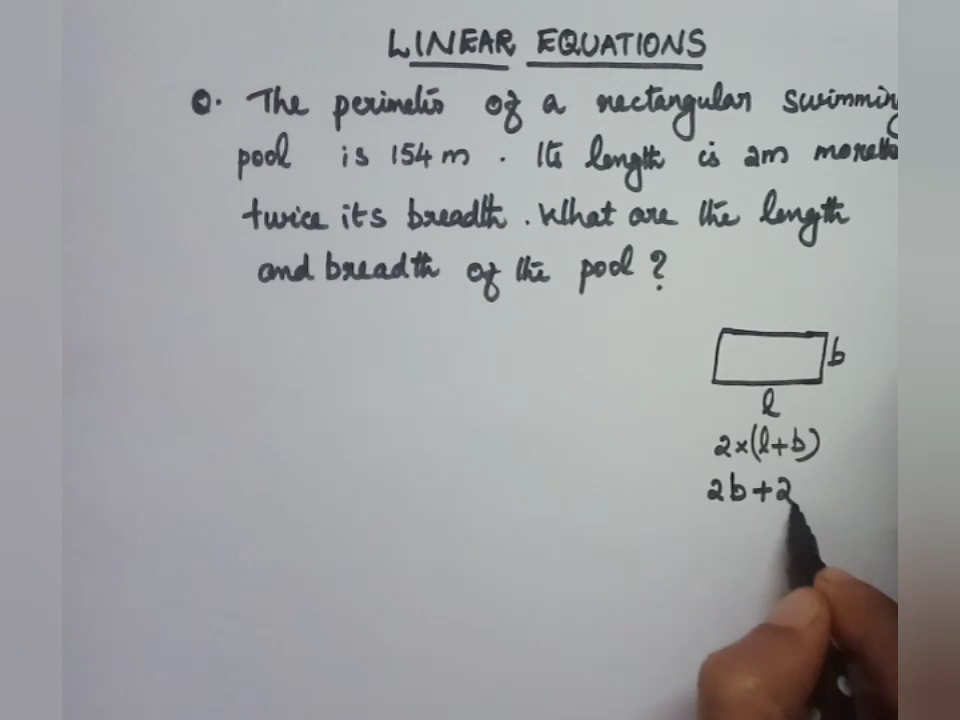 LINEAR EQUATIONS
Q. The perimeter of a rectangular swimming
pool is 154 m. Its length is 2m more than
twice its breadth. What are the length
and breadth of the pool?
b
l
2×(l+b)
2b+2